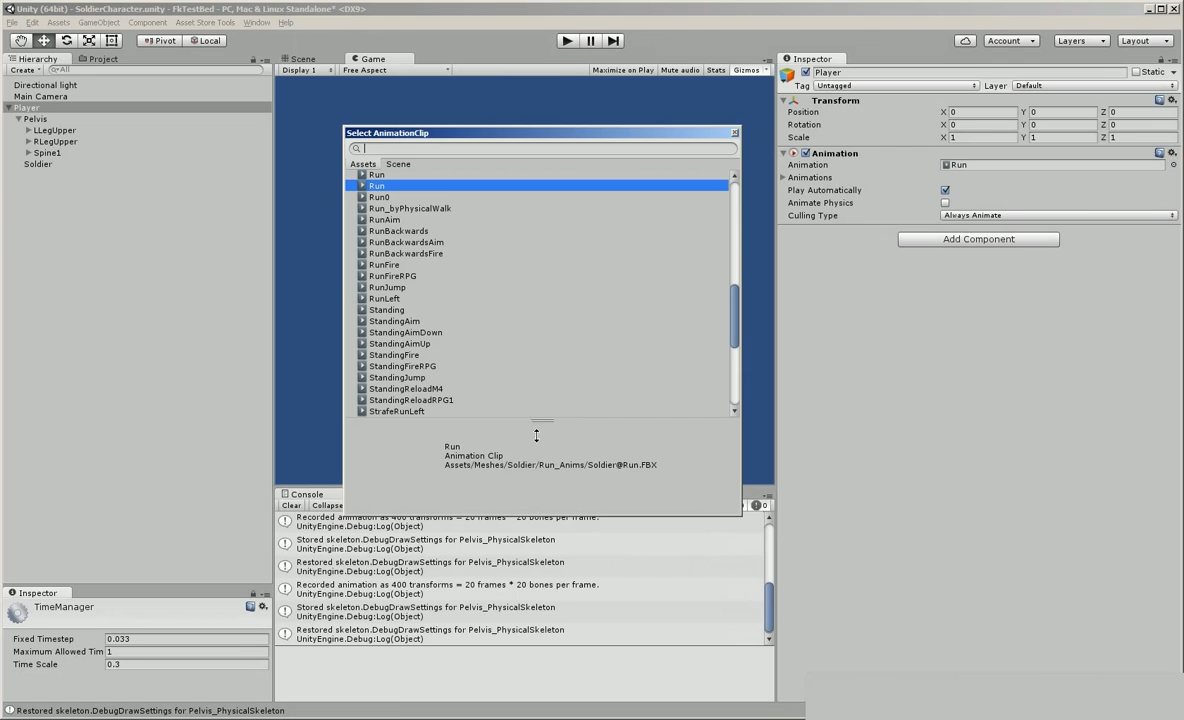 Unity (64bit) - SoldierCharacter.unity - FkTestBed - PC, Mac & Linux Standalone* <DX9>
File Edit Assets GameObject Component Asset Store Tools Window Help
Pivot Local Account Layers Layout
Hierarchy Project
Create All
Directional light
Main Camera
Player
Pelvis
LLegUpper
RLegUpper
Spine1
Soldier
Scene Game
Display 1 Free Aspect Maximize on Play Mute audio Stats Gizmos
Select AnimationClip
Assets Scene
Run
Run
Run0
Run_byPhysicalWalk
RunAim
RunBackwards
RunBackwardsAim
RunBackwardsFire
RunFire
RunFireRPG
RunJump
RunLeft
Standing
StandingAim
StandingAimDown
StandingAimUp
StandingFire
StandingFireRPG
StandingJump
StandingReloadM4
StandingReloadRPG1
StrafeRunLeft
Run
Animation Clip
Assets/Meshes/Soldier/Run_Anims/Soldier@Run.FBX
Console
Clear Collapse 0
Recorded animation as 400 transforms = 20 frames * 20 bones per frame.
UnityEngine.Debug:Log(Object)
Stored skeleton.DebugDrawSettings for Pelvis_PhysicalSkeleton
UnityEngine.Debug:Log(Object)
Restored skeleton.DebugDrawSettings for Pelvis_PhysicalSkeleton
UnityEngine.Debug:Log(Object)
Recorded animation as 400 transforms = 20 frames * 20 bones per frame.
UnityEngine.Debug:Log(Object)
Stored skeleton.DebugDrawSettings for Pelvis_PhysicalSkeleton
UnityEngine.Debug:Log(Object)
Restored skeleton.DebugDrawSettings for Pelvis_PhysicalSkeleton
UnityEngine.Debug:Log(Object)
Inspector
Player Static
Tag Untagged Layer Default
Transform
Position X 0 Y 0 Z 0
Rotation X 0 Y 0 Z 0
Scale X 1 Y 1 Z 1
Animation
Animation Run
Animations
Play Automatically
Animate Physics
Culling Type Always Animate
Add Component
Inspector
TimeManager
Fixed Timestep 0.033
Maximum Allowed Tim 1
Time Scale 0.3
Restored skeleton.DebugDrawSettings for Pelvis_PhysicalSkeleton